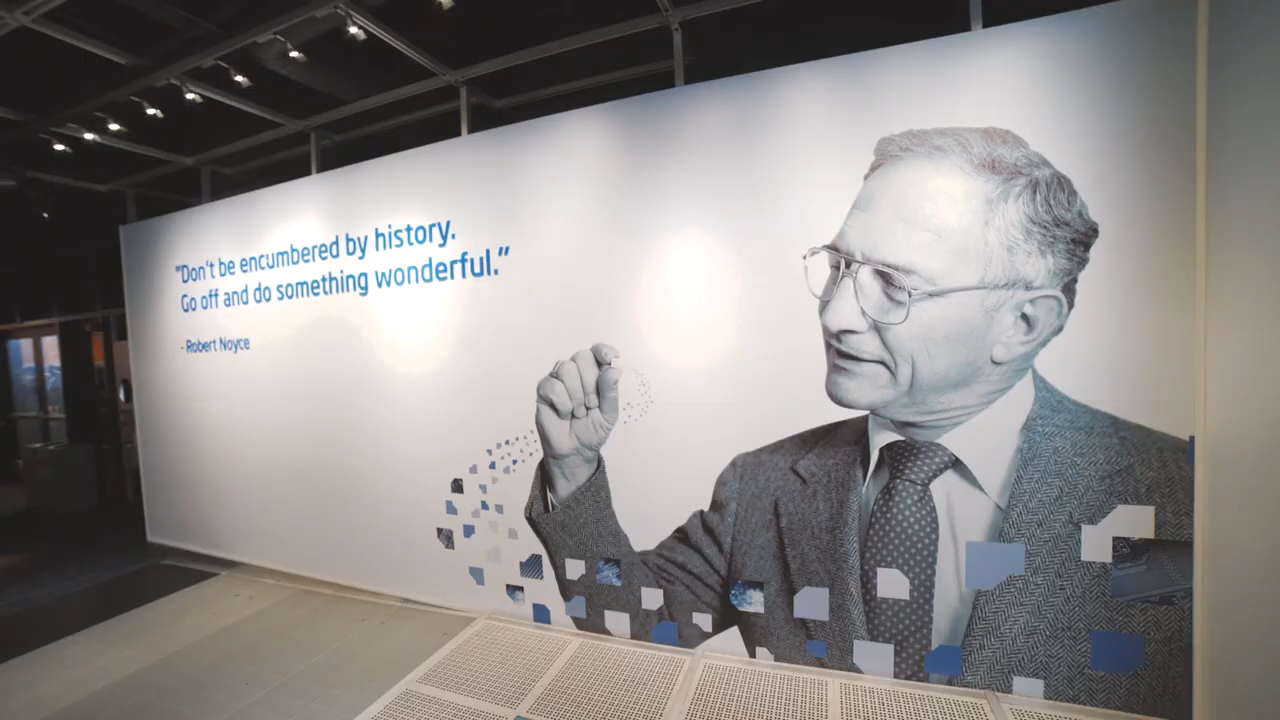 "Don't be encumbered by history.
Go off and do something wonderful."
- Robert Noyce